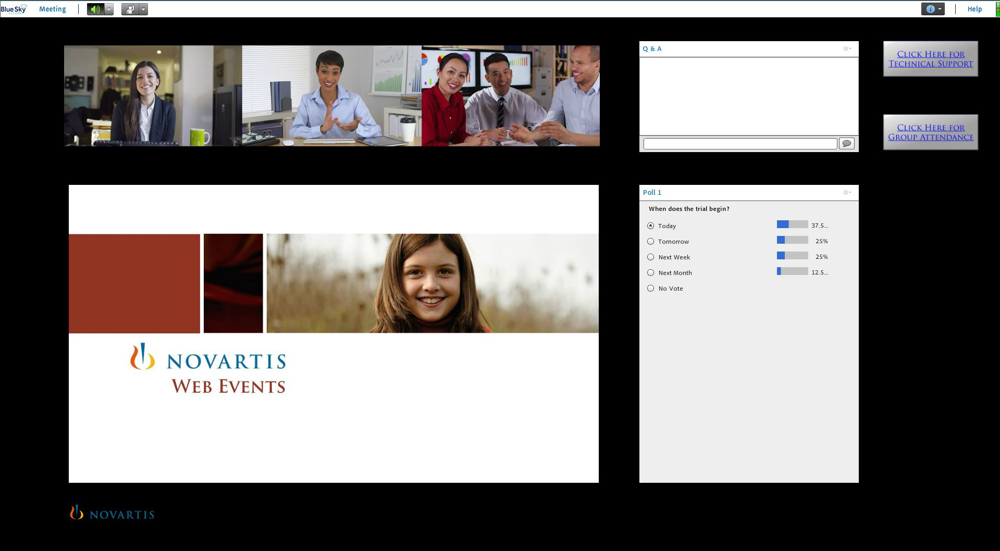 BlueSky
Meeting
Help
Q & A
CLICK HERE FOR
TECHNICAL SUPPORT
CLICK HERE FOR
GROUP ATTENDANCE
NOVARTIS
WEB EVENTS
Poll 1
When does the trial begin?
Today 37.5...
Tomorrow 25%
Next Week 25%
Next Month 12.5...
No Vote
NOVARTIS